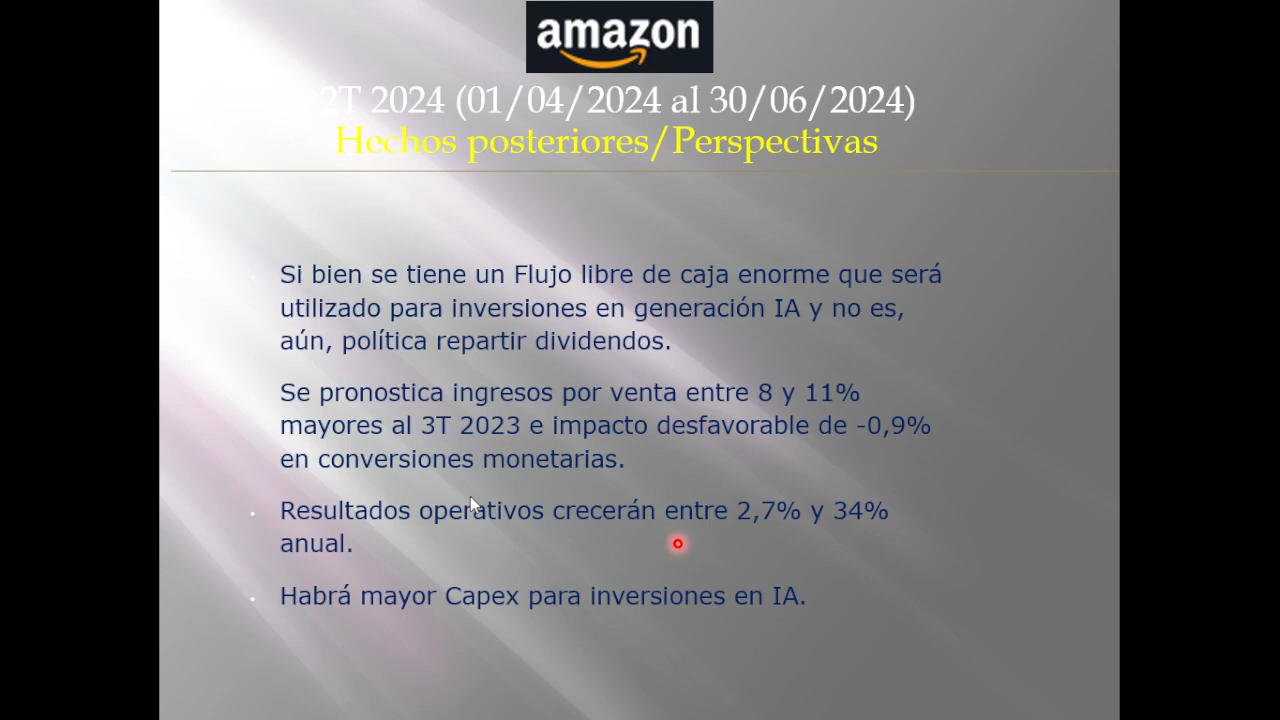 amazon
2T 2024 (01/04/2024 al 30/06/2024)
Hechos posteriores/Perspectivas
Si bien se tiene un Flujo libre de caja enorme que será
utilizado para inversiones en generación IA y no es,
aún, política repartir dividendos.
Se pronostica ingresos por venta entre 8 y 11%
mayores al 3T 2023 e impacto desfavorable de -0,9%
en conversiones monetarias.
Resultados operativos crecerán entre 2,7% y 34%
anual.
Habrá mayor Capex para inversiones en IA.